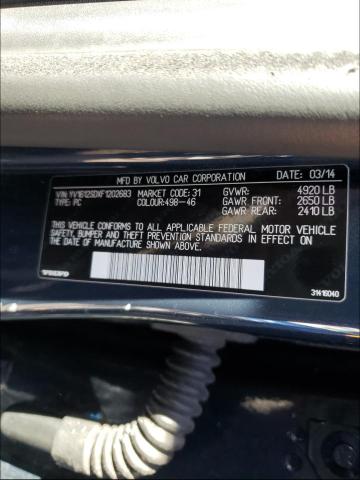 MFD. BY VOLVO CAR CORPORATION DATE: 03/14
VIN: YV1612SDXF1202683 MARKET CODE: 31 GVWR: 4920 LB
TYPE: PC COLOUR:498-46 GAWR FRONT: 2650 LB
GAWR REAR: 2410 LB
THIS VEHICLE CONFORMS TO ALL APPLICABLE FEDERAL MOTOR VEHICLE
SAFETY, BUMPER AND THEFT PREVENTION STANDARDS IN EFFECT ON
THE DATE OF MANUFACTURE SHOWN ABOVE.
VOLVO 31416040